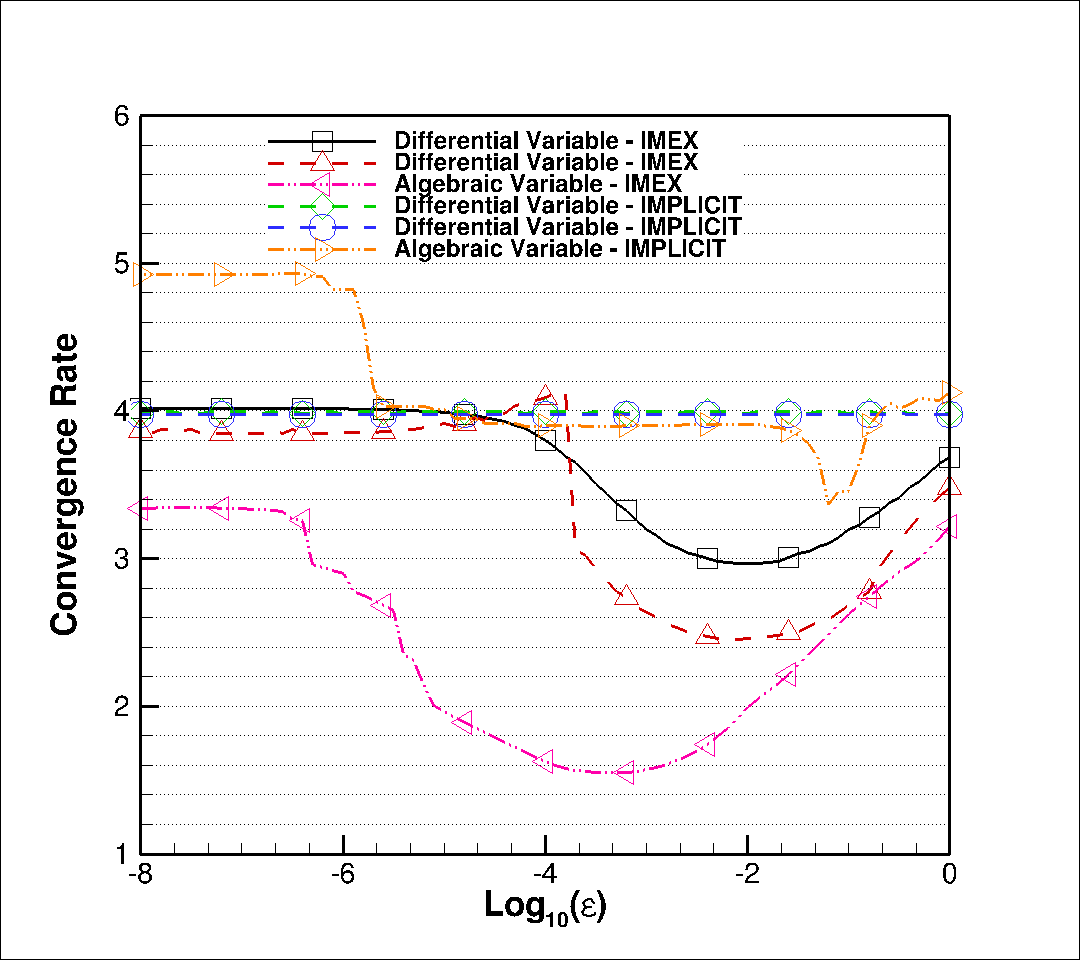 6
Differential Variable - IMEX
Differential Variable - IMEX
Algebraic Variable - IMEX
Differential Variable - IMPLICIT
Differential Variable - IMPLICIT
Algebraic Variable - IMPLICIT
5
4
3
2
1
Convergence Rate
-8 -6 -4 -2 0
Log10(ε)